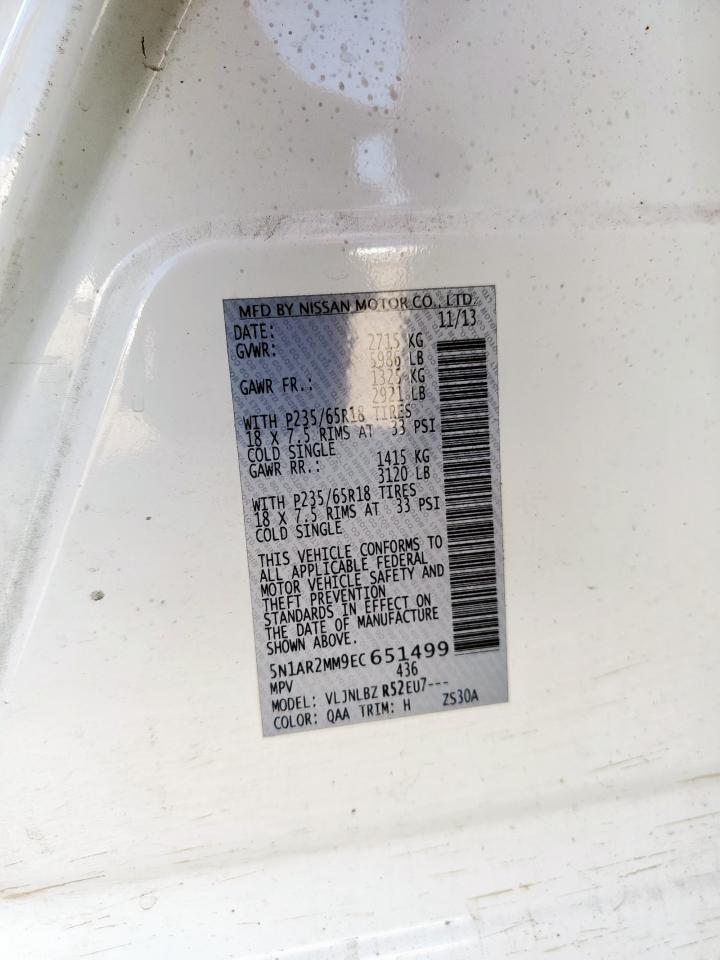 MFD BY NISSAN MOTOR CO., LTD.
DATE: 11/13
GVWR: 2715 KG
5986 LB
GAWR FR.: 1325 KG
2921 LB
WITH P235/65R18 TIRES
18 X 7.5 RIMS AT 33 PSI
COLD SINGLE
GAWR RR.: 1415 KG
3120 LB
WITH P235/65R18 TIRES
18 X 7.5 RIMS AT 33 PSI
COLD SINGLE
THIS VEHICLE CONFORMS TO
ALL APPLICABLE FEDERAL
MOTOR VEHICLE SAFETY AND
THEFT PREVENTION
STANDARDS IN EFFECT ON
THE DATE OF MANUFACTURE
SHOWN ABOVE.
5N1AR2MM9EC651499
MPV 436
MODEL: VLJNLBZ R52EU7---
COLOR: QAA TRIM: H ZS30A